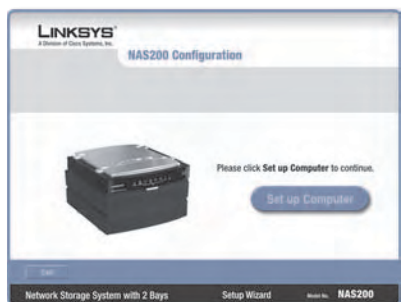 LINKSYS®
A Division of Cisco Systems, Inc.
NAS200 Configuration
Please click Set up Computer to continue.
Set up Computer
Exit
Network Storage System with 2 Bays
Setup Wizard
Model No.
NAS200